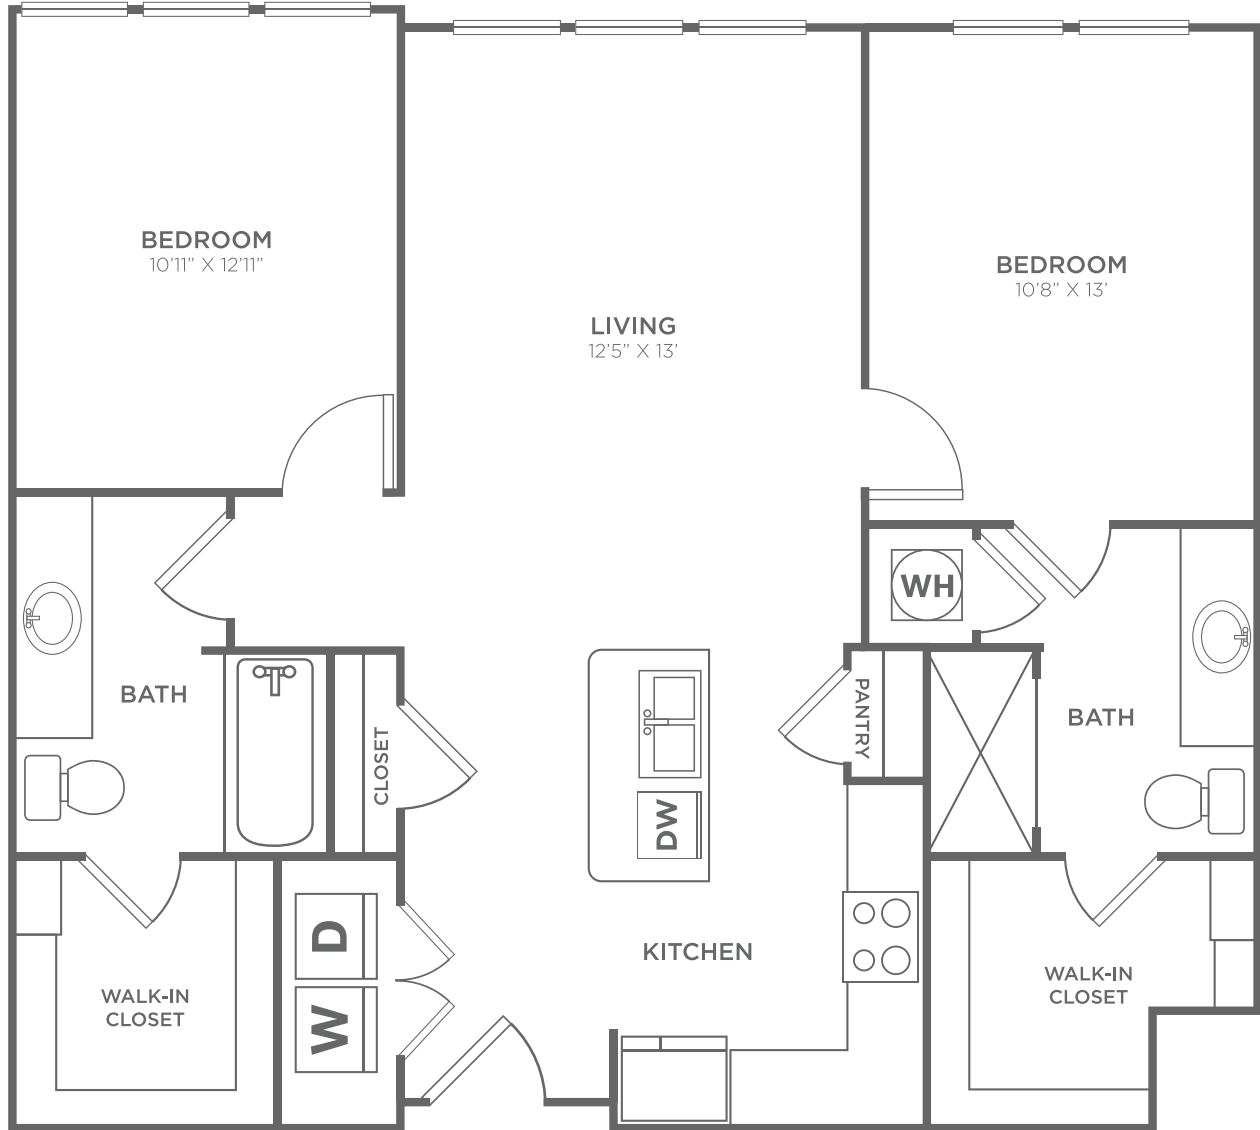 BEDROOM
10'11" X 12'11"
BEDROOM
10'8" X 13'
LIVING
12'5" X 13'
WH
BATH
CLOSET
PANTRY
BATH
DW
D
W
KITCHEN
WALK-IN
CLOSET
WALK-IN
CLOSET